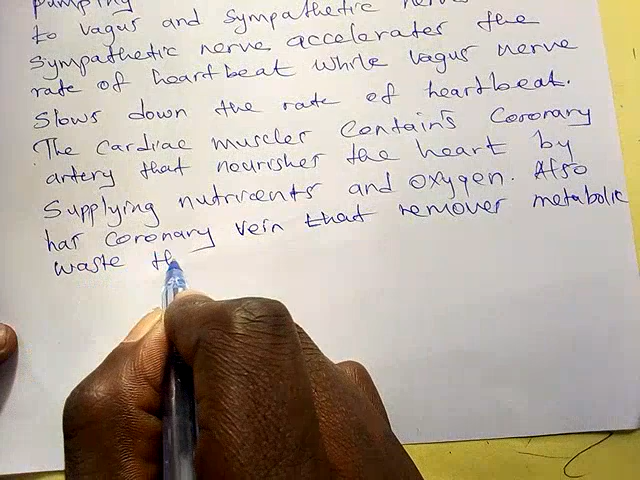 pumping
to vagus and sympathetic nerve
sympathetic nerve accelerates the
rate of heartbeat while vagus nerve
slows down the rate of heartbeat.
The cardiac muscles contains coronary
artery that nourishes the heart by
supplying nutrients and oxygen. Also
has coronary vein that remover metabolic
waste th